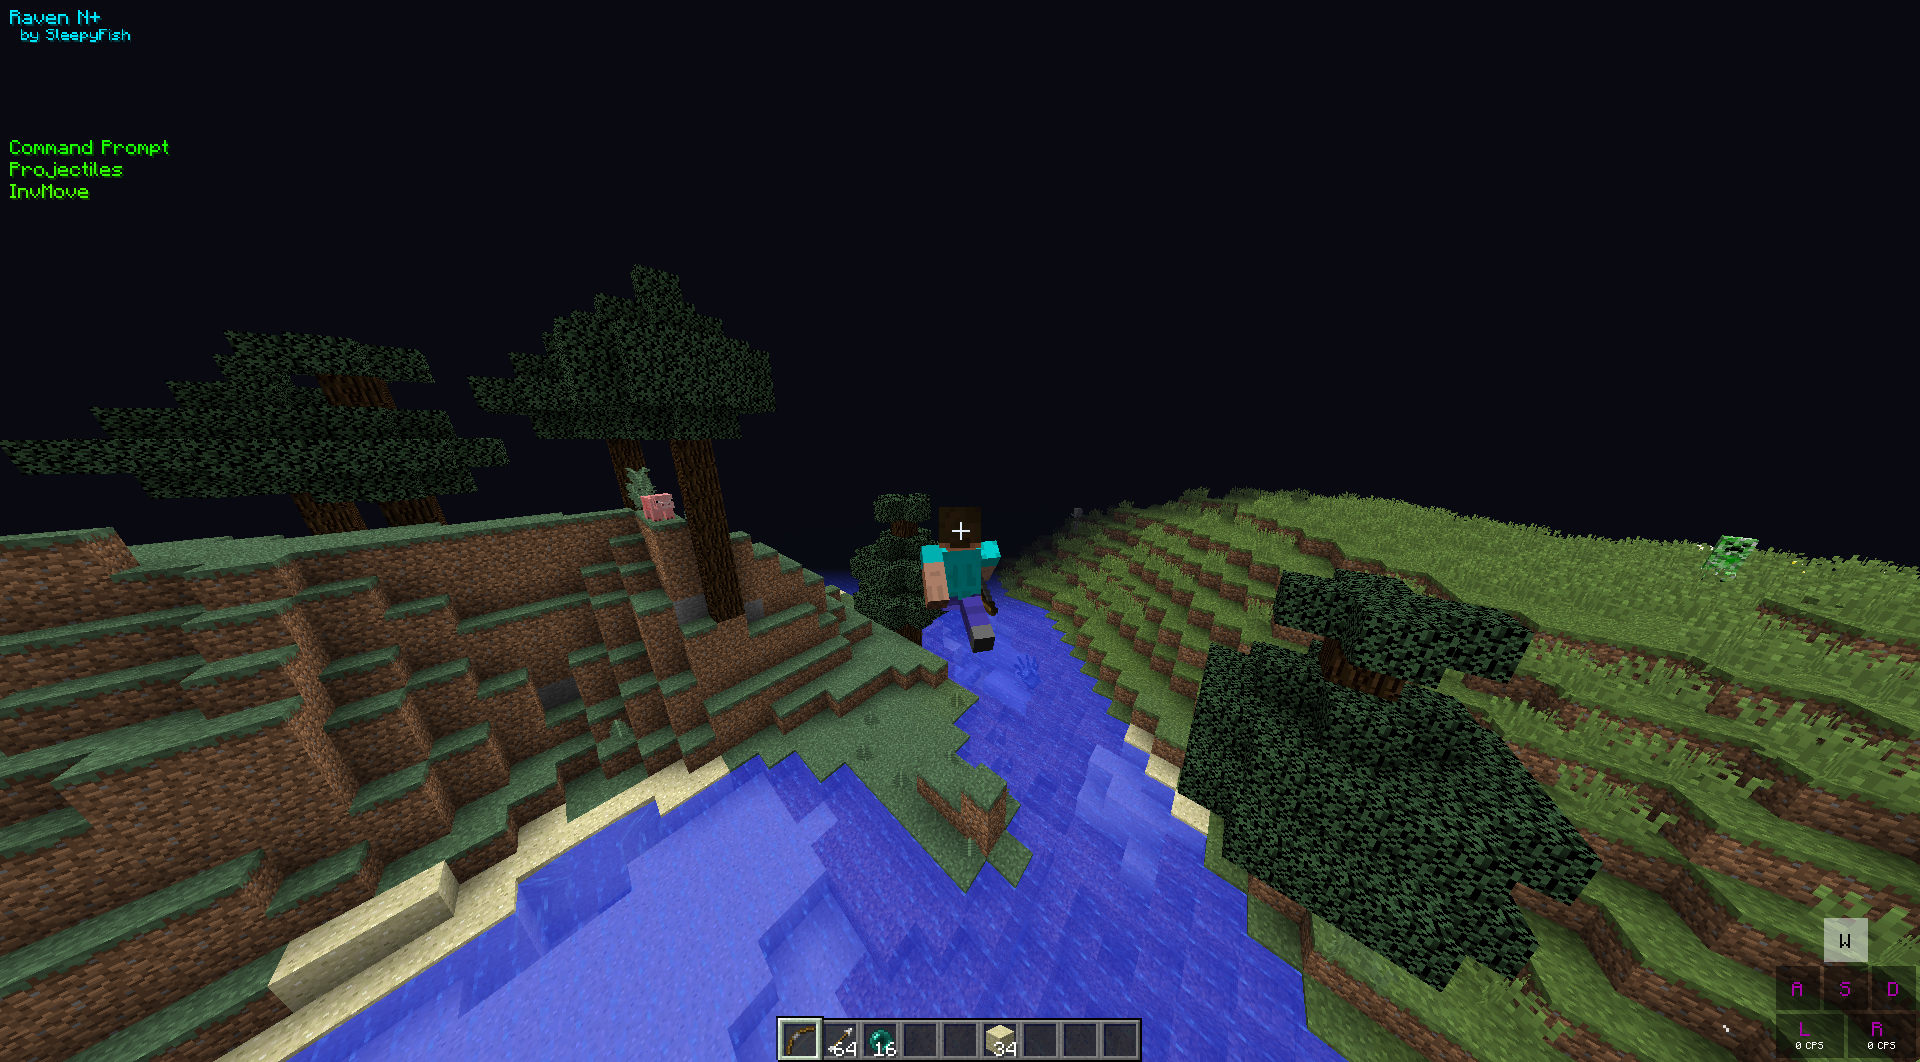 Raven N+
by SleepyFish
Command Prompt
Projectiles
InvMove
W
A S D
L R
0 CPS 0 CPS
64 16 34